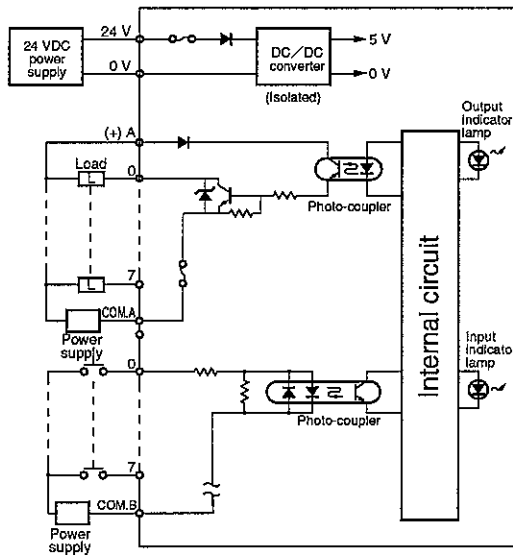 24 VDC
power
supply
24 V
0 V
DC/DC
converter
(Isolated)
5 V
0 V
(+) A
Load
L
0
L
7
COM.A
Power
supply
Photo-coupler
Internal circuit
Output
indicator
lamp
0
7
COM.B
Power
supply
Photo-coupler
Input
indicator
lamp